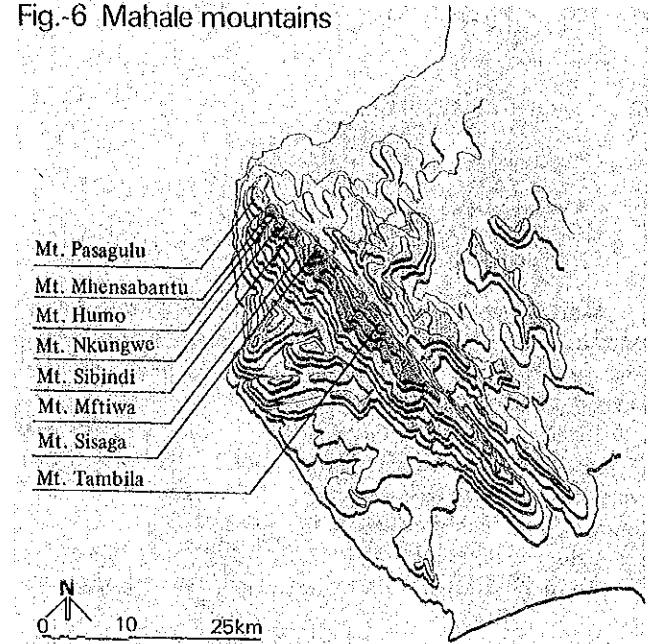 Fig.-6 Mahale mountains
Mt. Pasagulu
Mt. Mhensabantu
Mt. Humo
Mt. Nkungwe
Mt. Sibindi
Mt. Mftiwa
Mt. Sisaga
Mt. Tambila
N
0 10 25km